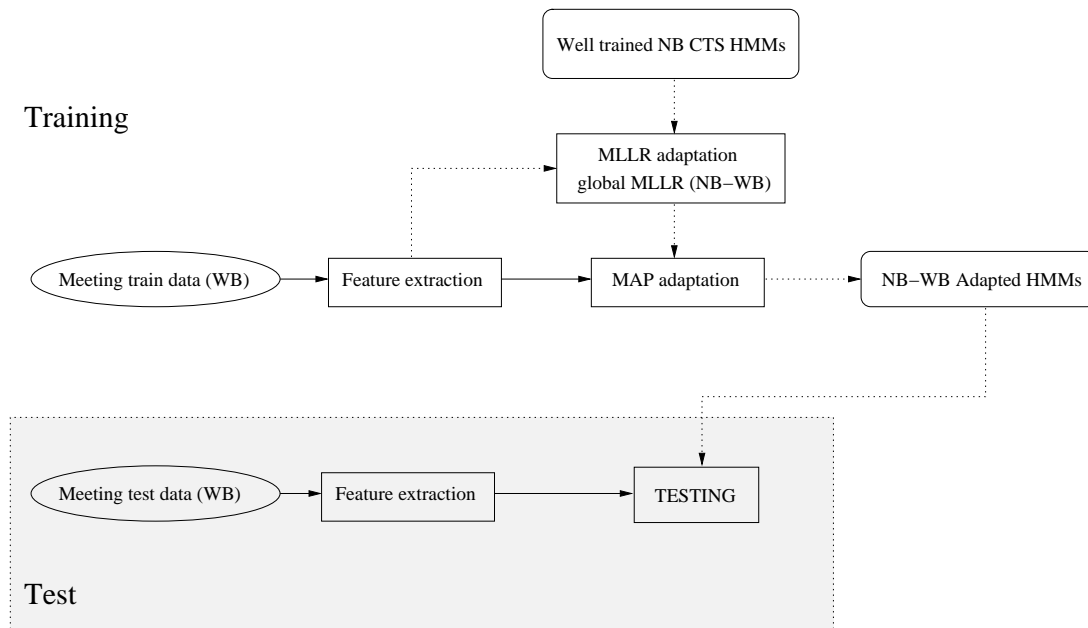 Well trained NB CTS HMMs
Training
MLLR adaptation
global MLLR (NB−WB)
Meeting train data (WB)
Feature extraction
MAP adaptation
NB−WB Adapted HMMs
Meeting test data (WB)
Feature extraction
TESTING
Test